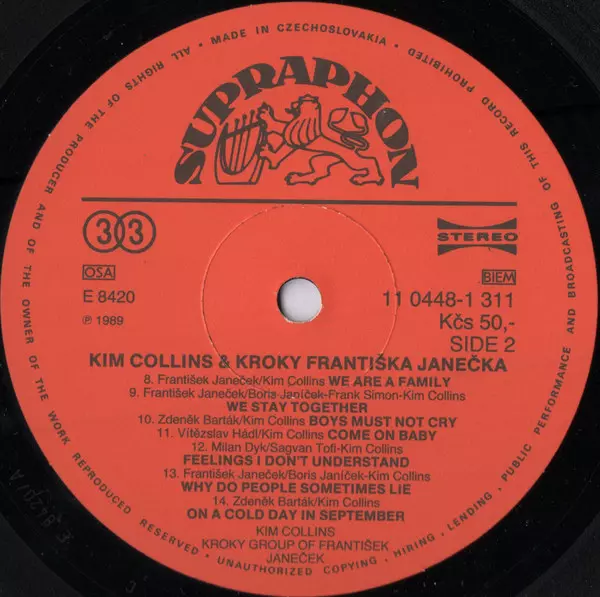 ALL RIGHTS OF THE PRODUCER AND OF THE OWNER OF THE WORK REPRODUCED RESERVED · UNAUTHORIZED COPYING, HIRING, LENDING, PUBLIC PERFORMANCE AND BROADCASTING OF THIS RECORD PROHIBITED · MADE IN CZECHOSLOVAKIA ·
SUPRAPHON
33
STEREO
OSA
BIEM
E 8420
11 0448-1 311
℗ 1989
Kčs 50,-
SIDE 2
KIM COLLINS & KROKY FRANTIŠKA JANEČKA
8. František Janeček/Kim Collins WE ARE A FAMILY
9. František Janeček/Boris Janíček-Frank Simon-Kim Collins
WE STAY TOGETHER
10. Zdeněk Barták/Kim Collins BOYS MUST NOT CRY
11. Vítězslav Hádl/Kim Collins COME ON BABY
12. Milan Dyk/Sagvan Tofi-Kim Collins
FEELINGS I DON'T UNDERSTAND
13. František Janeček/Boris Janíček-Kim Collins
WHY DO PEOPLE SOMETIMES LIE
14. Zdeněk Barták/Kim Collins
ON A COLD DAY IN SEPTEMBER
KIM COLLINS
KROKY GROUP OF FRANTIŠEK
JANEČEK